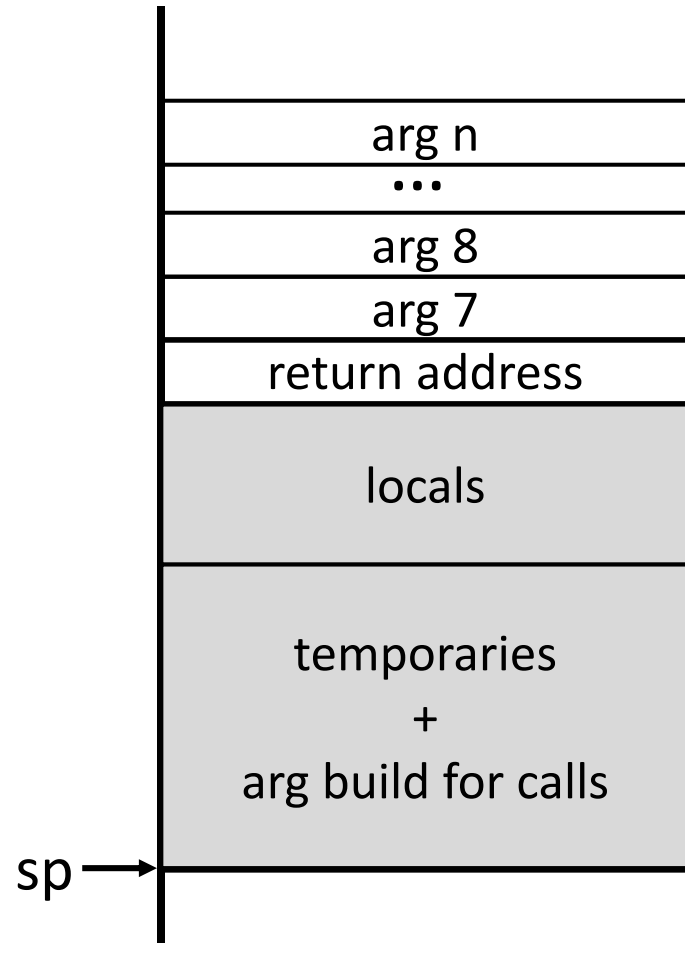 arg n
...
arg 8
arg 7
return address
locals
temporaries
+
arg build for calls
sp